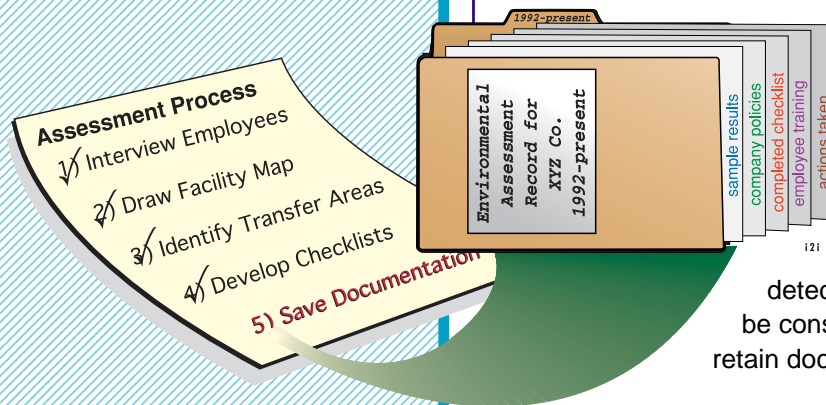 Assessment Process
1) Interview Employees
2) Draw Facility Map
3) Identify Transfer Areas
4) Develop Checklists
5) Save Documentation
1992-present
Environmental
Assessment
Record for
XYZ Co.
1992-present
sample results
company policies
completed checklist
employee training
actions taken
i2i
detec
be cons
retain doc